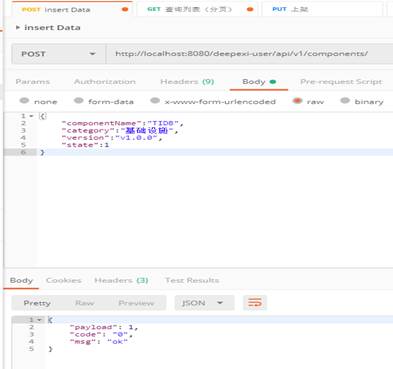 POST insert Data
GET 查询列表（分页）
PUT 上架
insert Data
POST
http://localhost:8080/deepexi-user/api/v1/components/
Params Authorization Headers (9) Body Pre-request Script
none form-data x-www-form-urlencoded raw binary
1 {
2 "componentName":"TIDB",
3 "category":"基础设施",
4 "version":"v1.0.0",
5 "state":1
6 }
Body Cookies Headers (3) Test Results
Pretty Raw Preview JSON
1 {
2 "payload": 1,
3 "code": "0",
4 "msg": "ok"
5 }